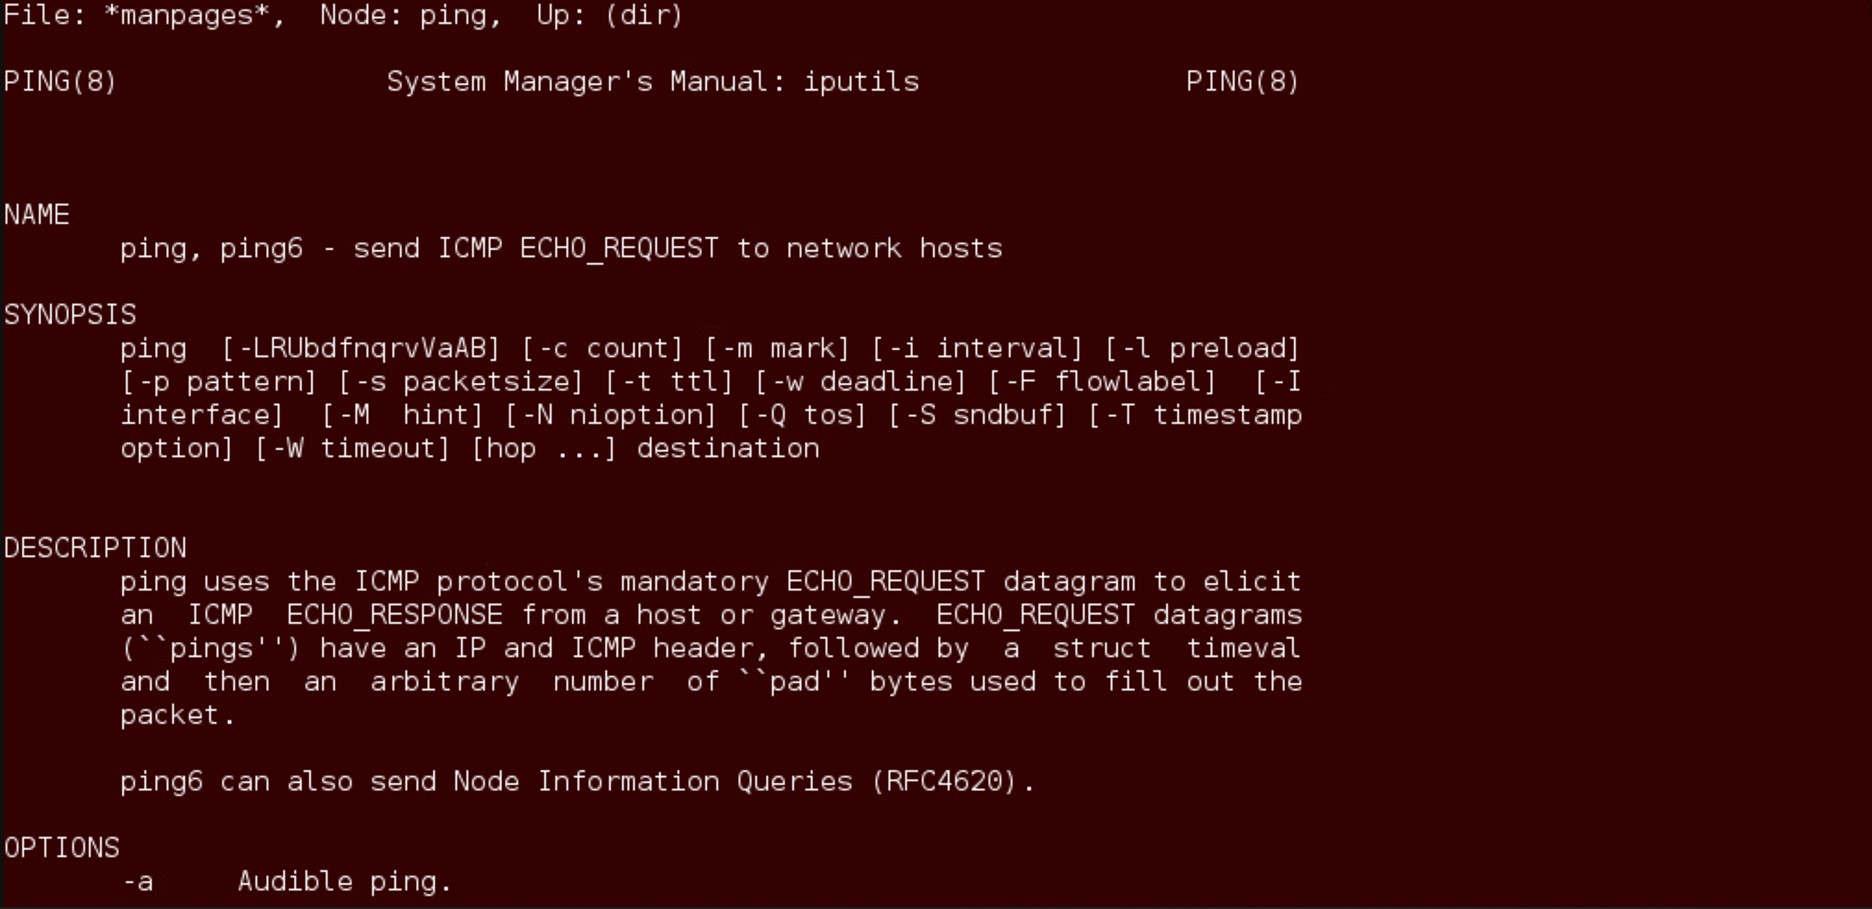 File: *manpages*,  Node: ping,  Up: (dir)
PING(8)                System Manager's Manual: iputils                PING(8)
NAME
       ping, ping6 - send ICMP ECHO_REQUEST to network hosts
SYNOPSIS
       ping  [-LRUbdfnqrvVaAB] [-c count] [-m mark] [-i interval] [-l preload]
       [-p pattern] [-s packetsize] [-t ttl] [-w deadline] [-F flowlabel]  [-I
       interface]  [-M  hint] [-N nioption] [-Q tos] [-S sndbuf] [-T timestamp
       option] [-W timeout] [hop ...] destination
DESCRIPTION
       ping uses the ICMP protocol's mandatory ECHO_REQUEST datagram to elicit
       an  ICMP  ECHO_RESPONSE from a host or gateway.  ECHO_REQUEST datagrams
       (``pings'') have an IP and ICMP header, followed by  a  struct  timeval
       and  then  an  arbitrary  number  of ``pad'' bytes used to fill out the
       packet.
       ping6 can also send Node Information Queries (RFC4620).
OPTIONS
       -a     Audible ping.